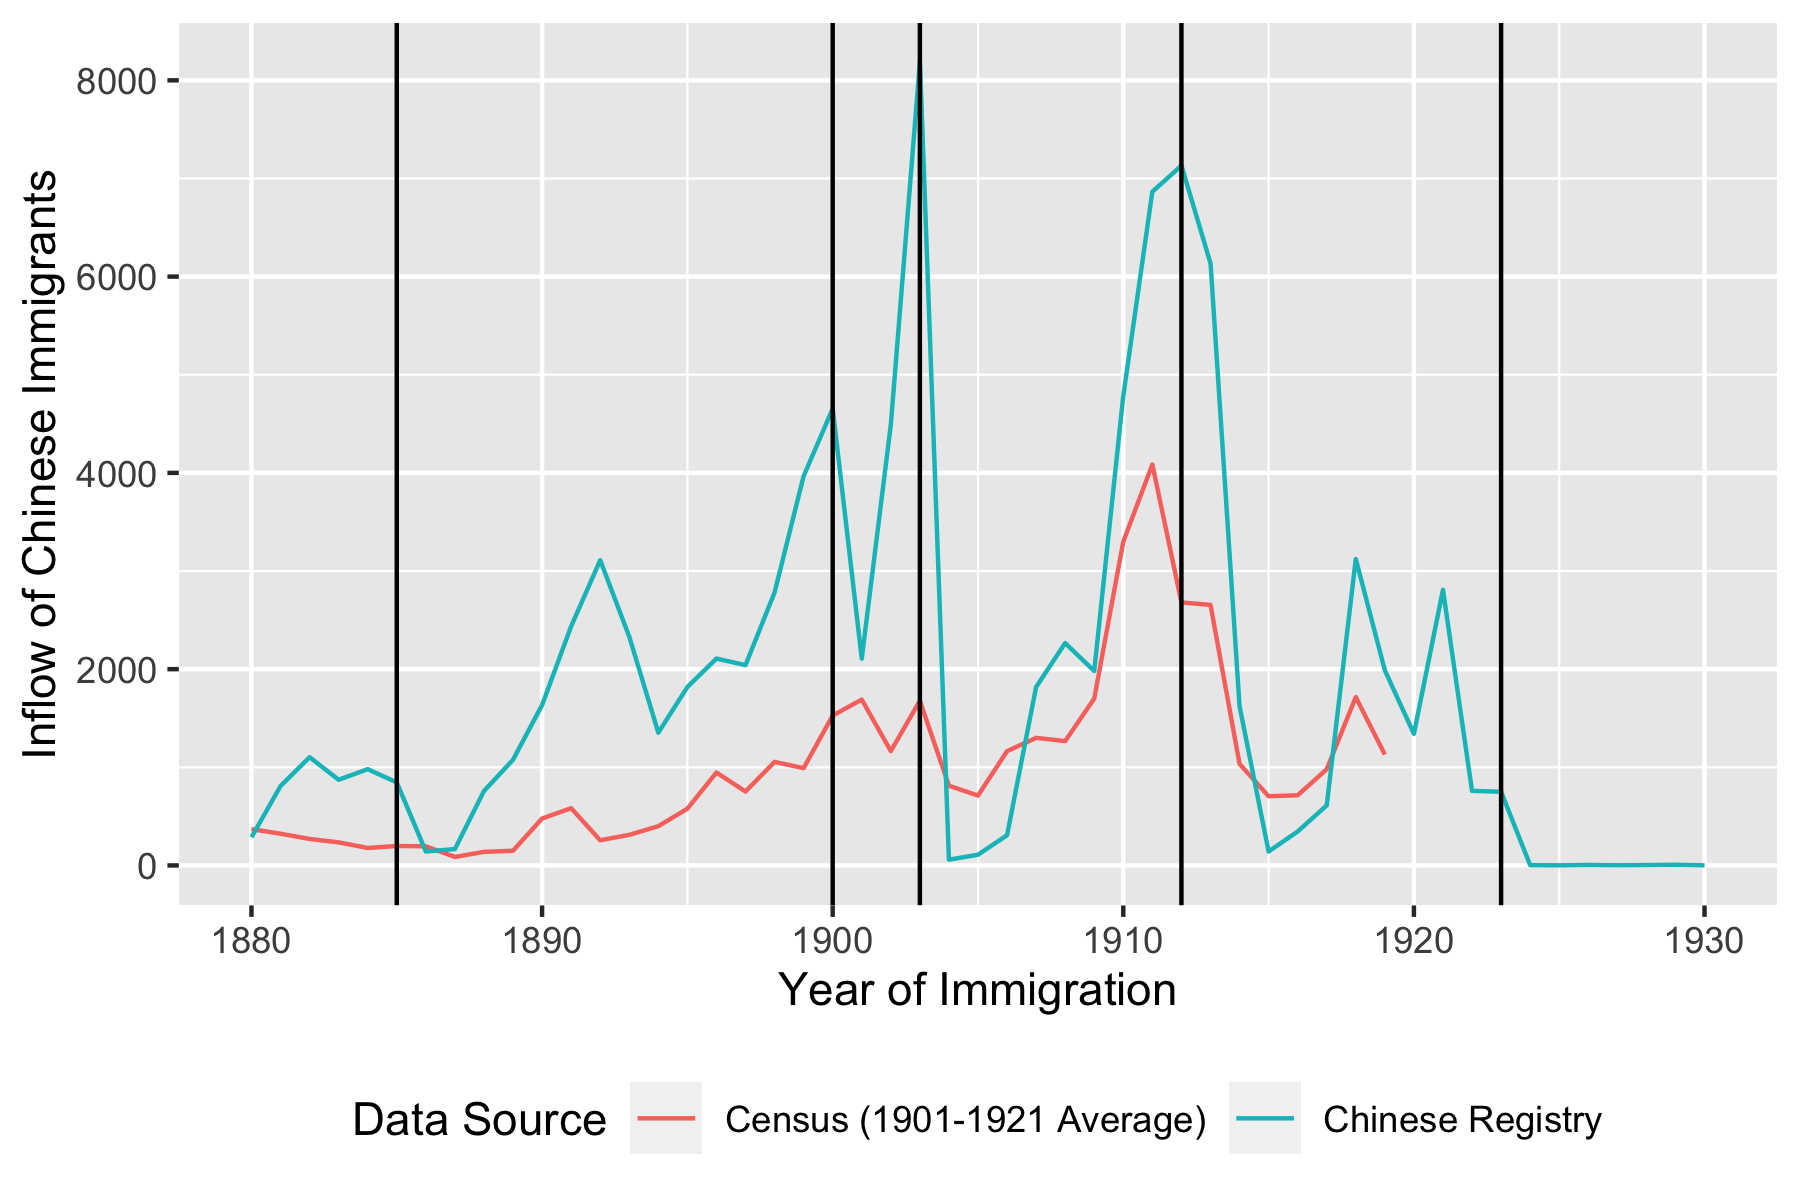 Inflow of Chinese Immigrants
8000
6000
4000
2000
0
1880 1890 1900 1910 1920 1930
Year of Immigration
Data Source Census (1901-1921 Average) Chinese Registry